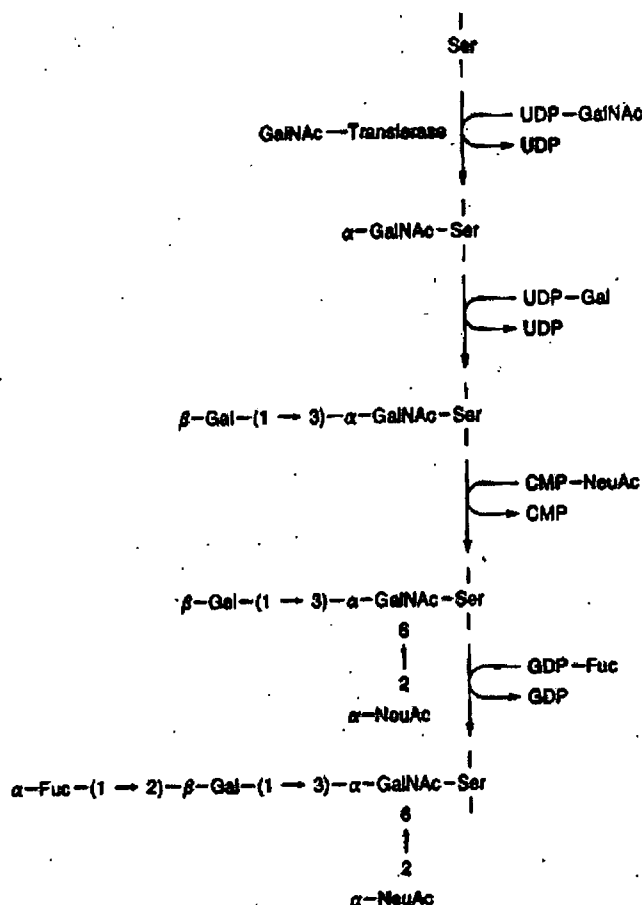 Ser
UDP-GalNAc
GalNAc-Transferase
UDP
α-GalNAc-Ser
UDP-Gal
UDP
β-Gal-(1 → 3)-α-GalNAc-Ser
CMP-NeuAc
CMP
β-Gal-(1 → 3)-α-GalNAc-Ser
6
↑
2
α-NeuAc
GDP-Fuc
GDP
α-Fuc-(1 → 2)-β-Gal-(1 → 3)-α-GalNAc-Ser
6
↑
2
α-NeuAc